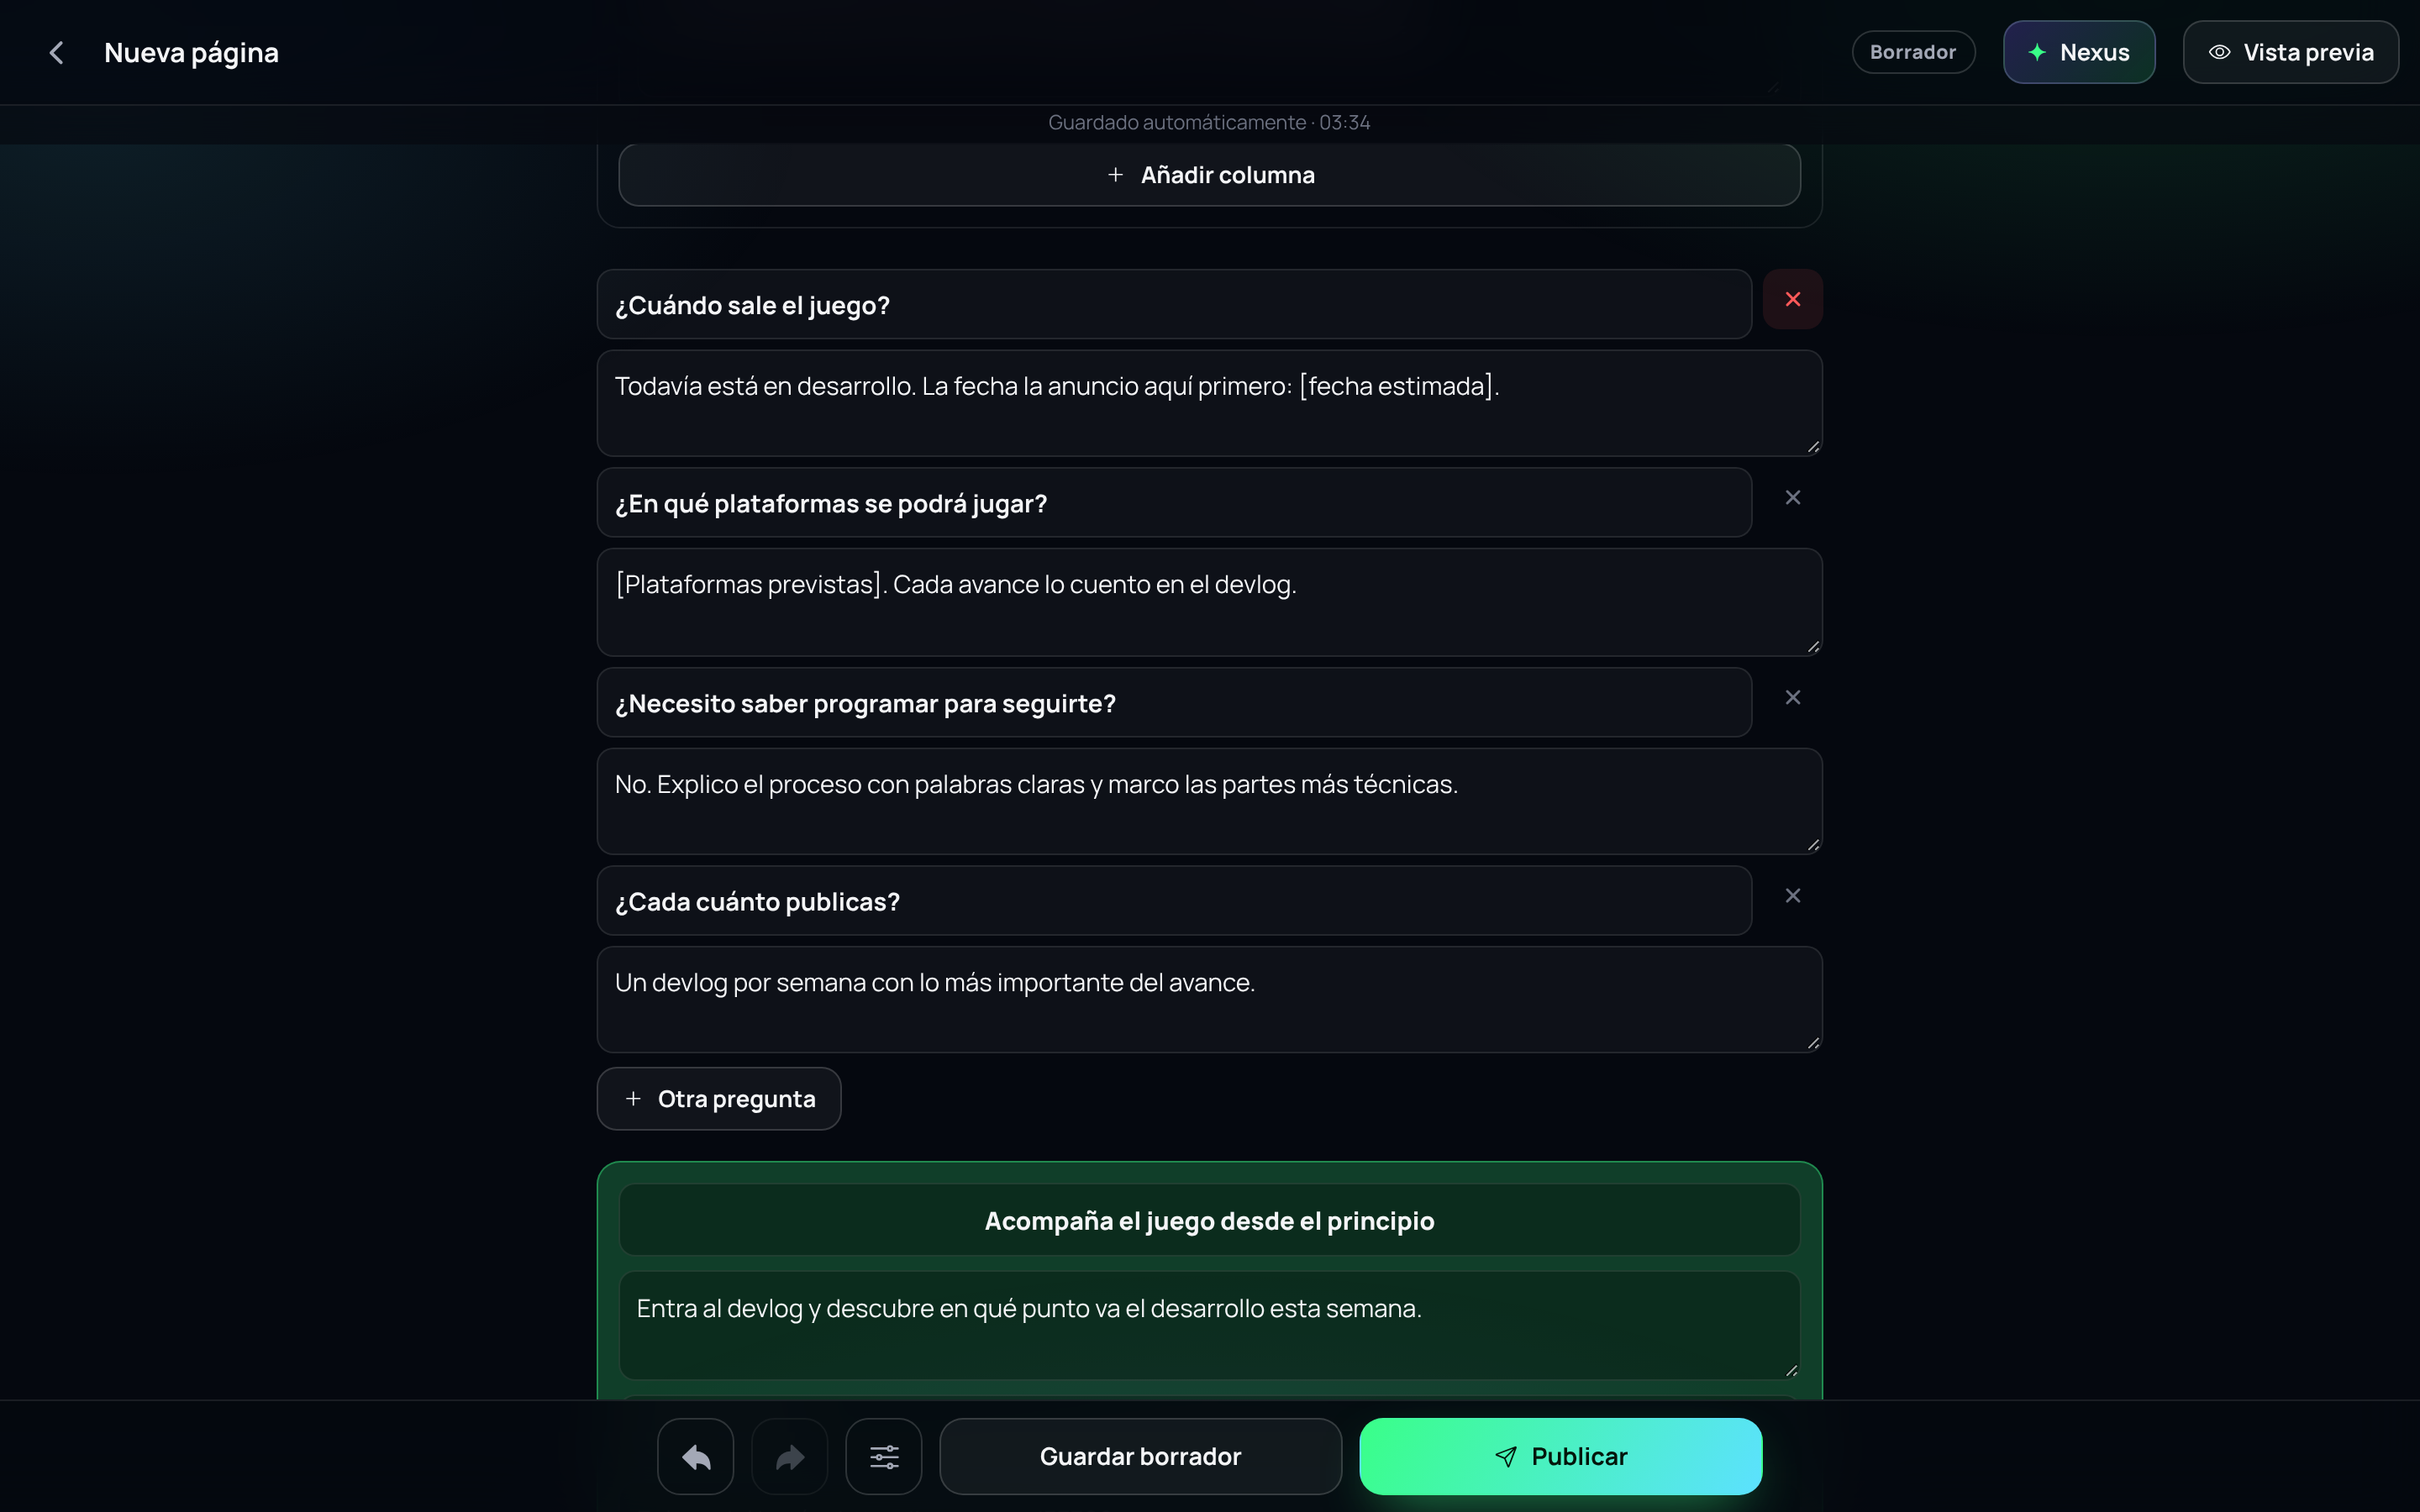 Nueva página
Borrador
Nexus
Vista previa
Guardado automáticamente · 03:34
Añadir columna
¿Cuándo sale el juego?
Todavía está en desarrollo. La fecha la anuncio aquí primero: [fecha estimada].
¿En qué plataformas se podrá jugar?
[Plataformas previstas]. Cada avance lo cuento en el devlog.
¿Necesito saber programar para seguirte?
No. Explico el proceso con palabras claras y marco las partes más técnicas.
¿Cada cuánto publicas?
Un devlog por semana con lo más importante del avance.
Otra pregunta
Acompaña el juego desde el principio
Entra al devlog y descubre en qué punto va el desarrollo esta semana.
Guardar borrador
Publicar